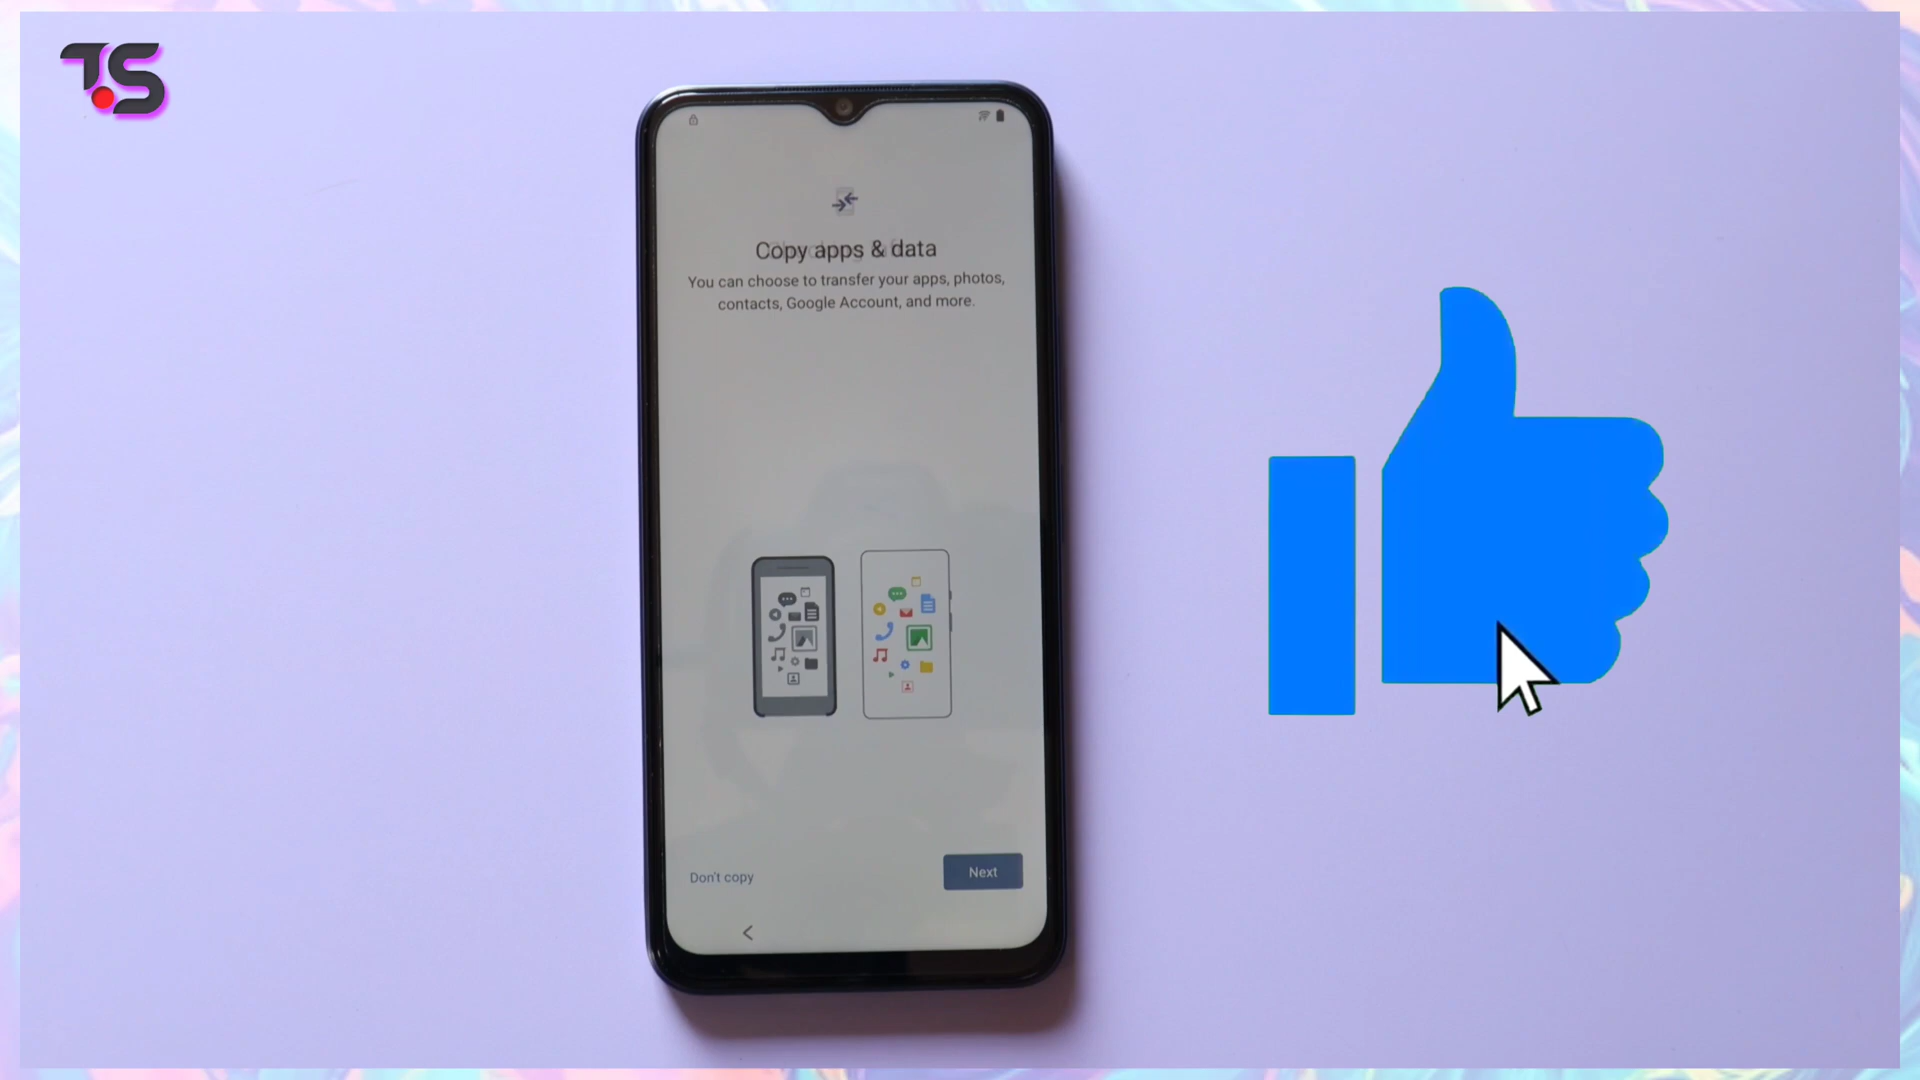 TS
Copy apps & data
You can choose to transfer your apps, photos,
contacts, Google Account, and more.
Don't copy
Next